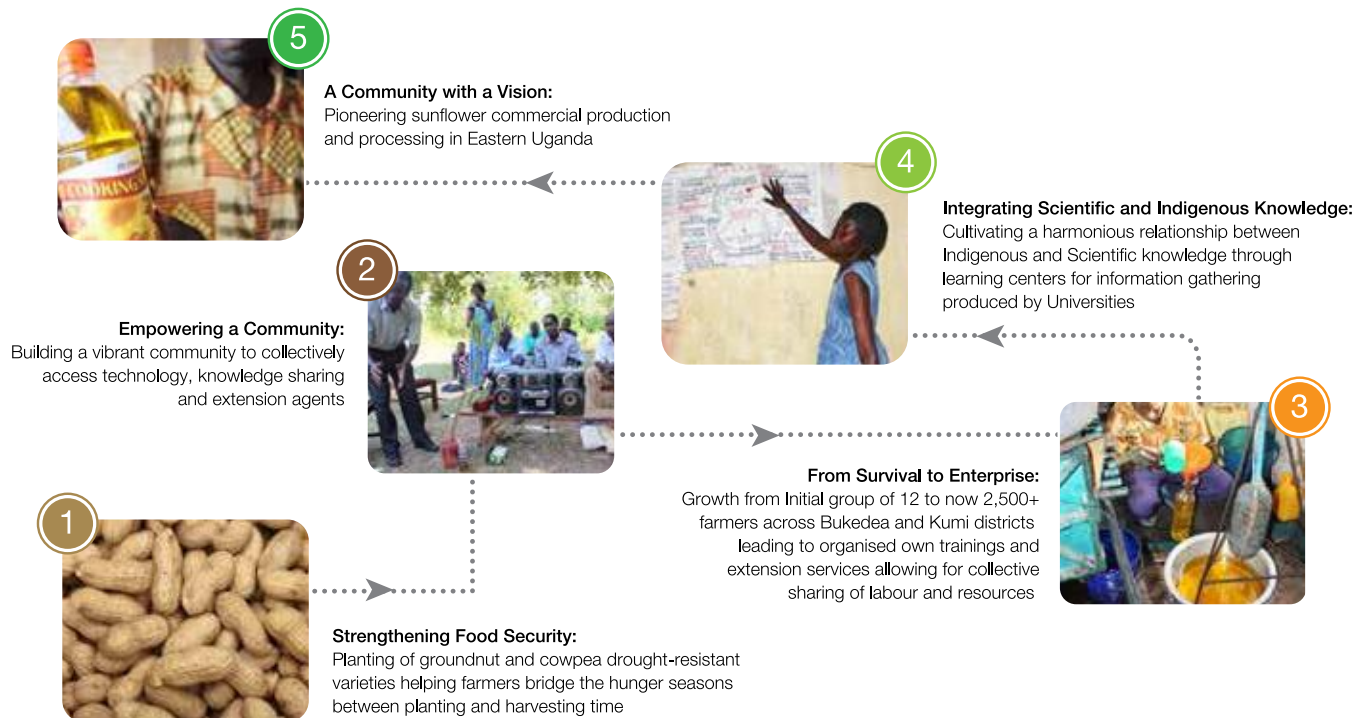 5
A Community with a Vision:
Pioneering sunflower commercial production
and processing in Eastern Uganda
4
Integrating Scientific and Indigenous Knowledge:
Cultivating a harmonious relationship between
Indigenous and Scientific knowledge through
learning centers for information gathering
produced by Universities
2
Empowering a Community:
Building a vibrant community to collectively
access technology, knowledge sharing
and extension agents
3
From Survival to Enterprise:
Growth from Initial group of 12 to now 2,500+
farmers across Bukedea and Kumi districts
leading to organised own trainings and
extension services allowing for collective
sharing of labour and resources
1
Strengthening Food Security:
Planting of groundnut and cowpea drought-resistant
varieties helping farmers bridge the hunger seasons
between planting and harvesting time